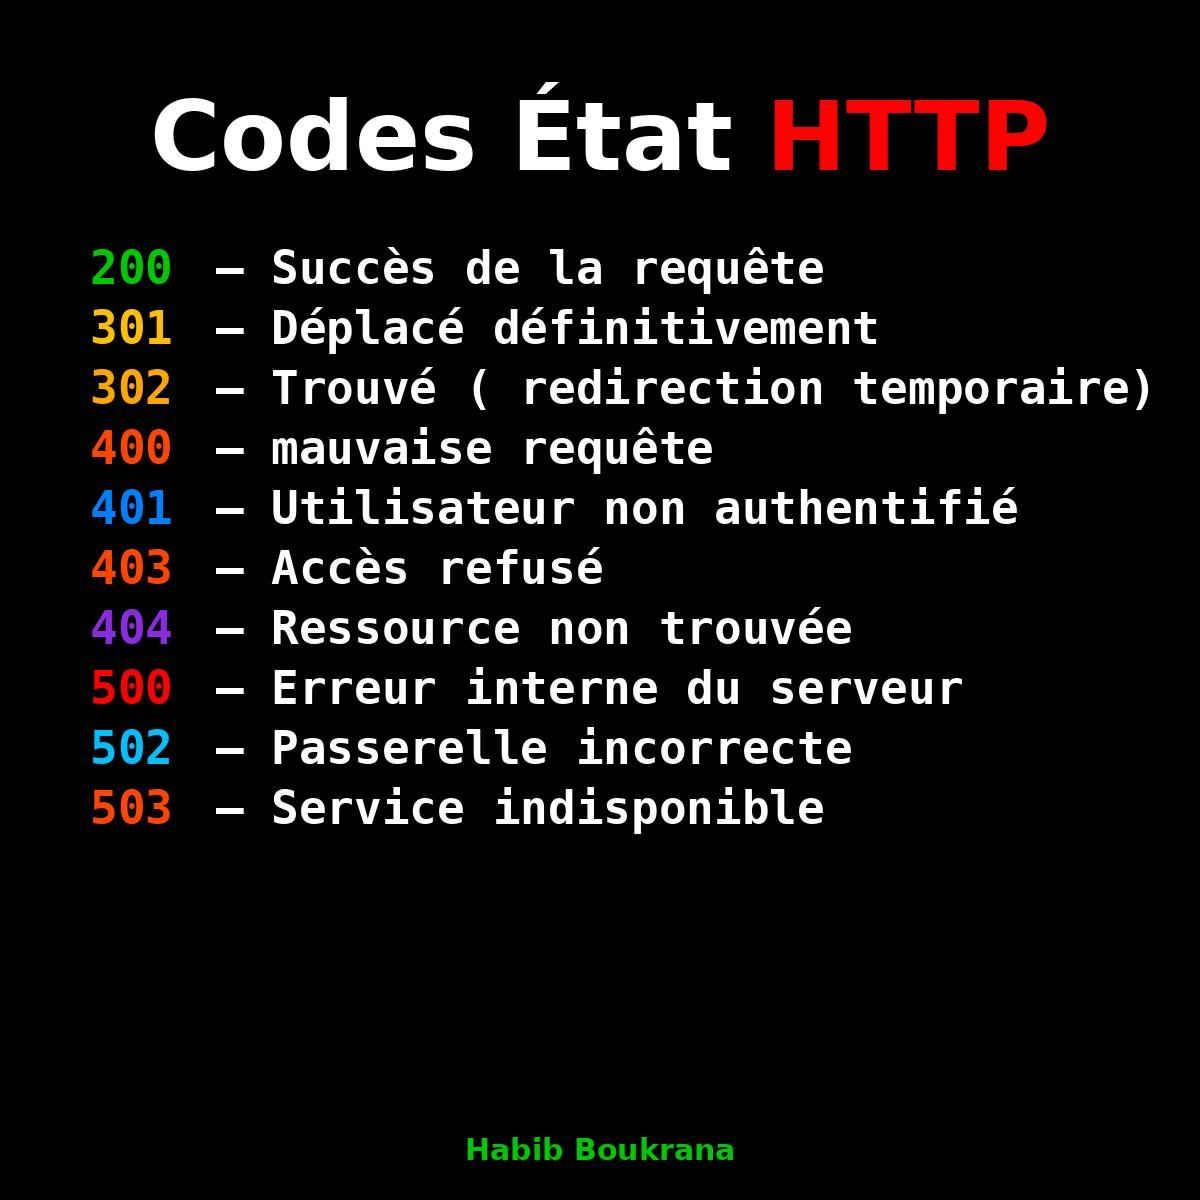 Codes État HTTP
200 – Succès de la requête
301 – Déplacé définitivement
302 – Trouvé ( redirection temporaire)
400 – mauvaise requête
401 – Utilisateur non authentifié
403 – Accès refusé
404 – Ressource non trouvée
500 – Erreur interne du serveur
502 – Passerelle incorrecte
503 – Service indisponible
Habib Boukrana